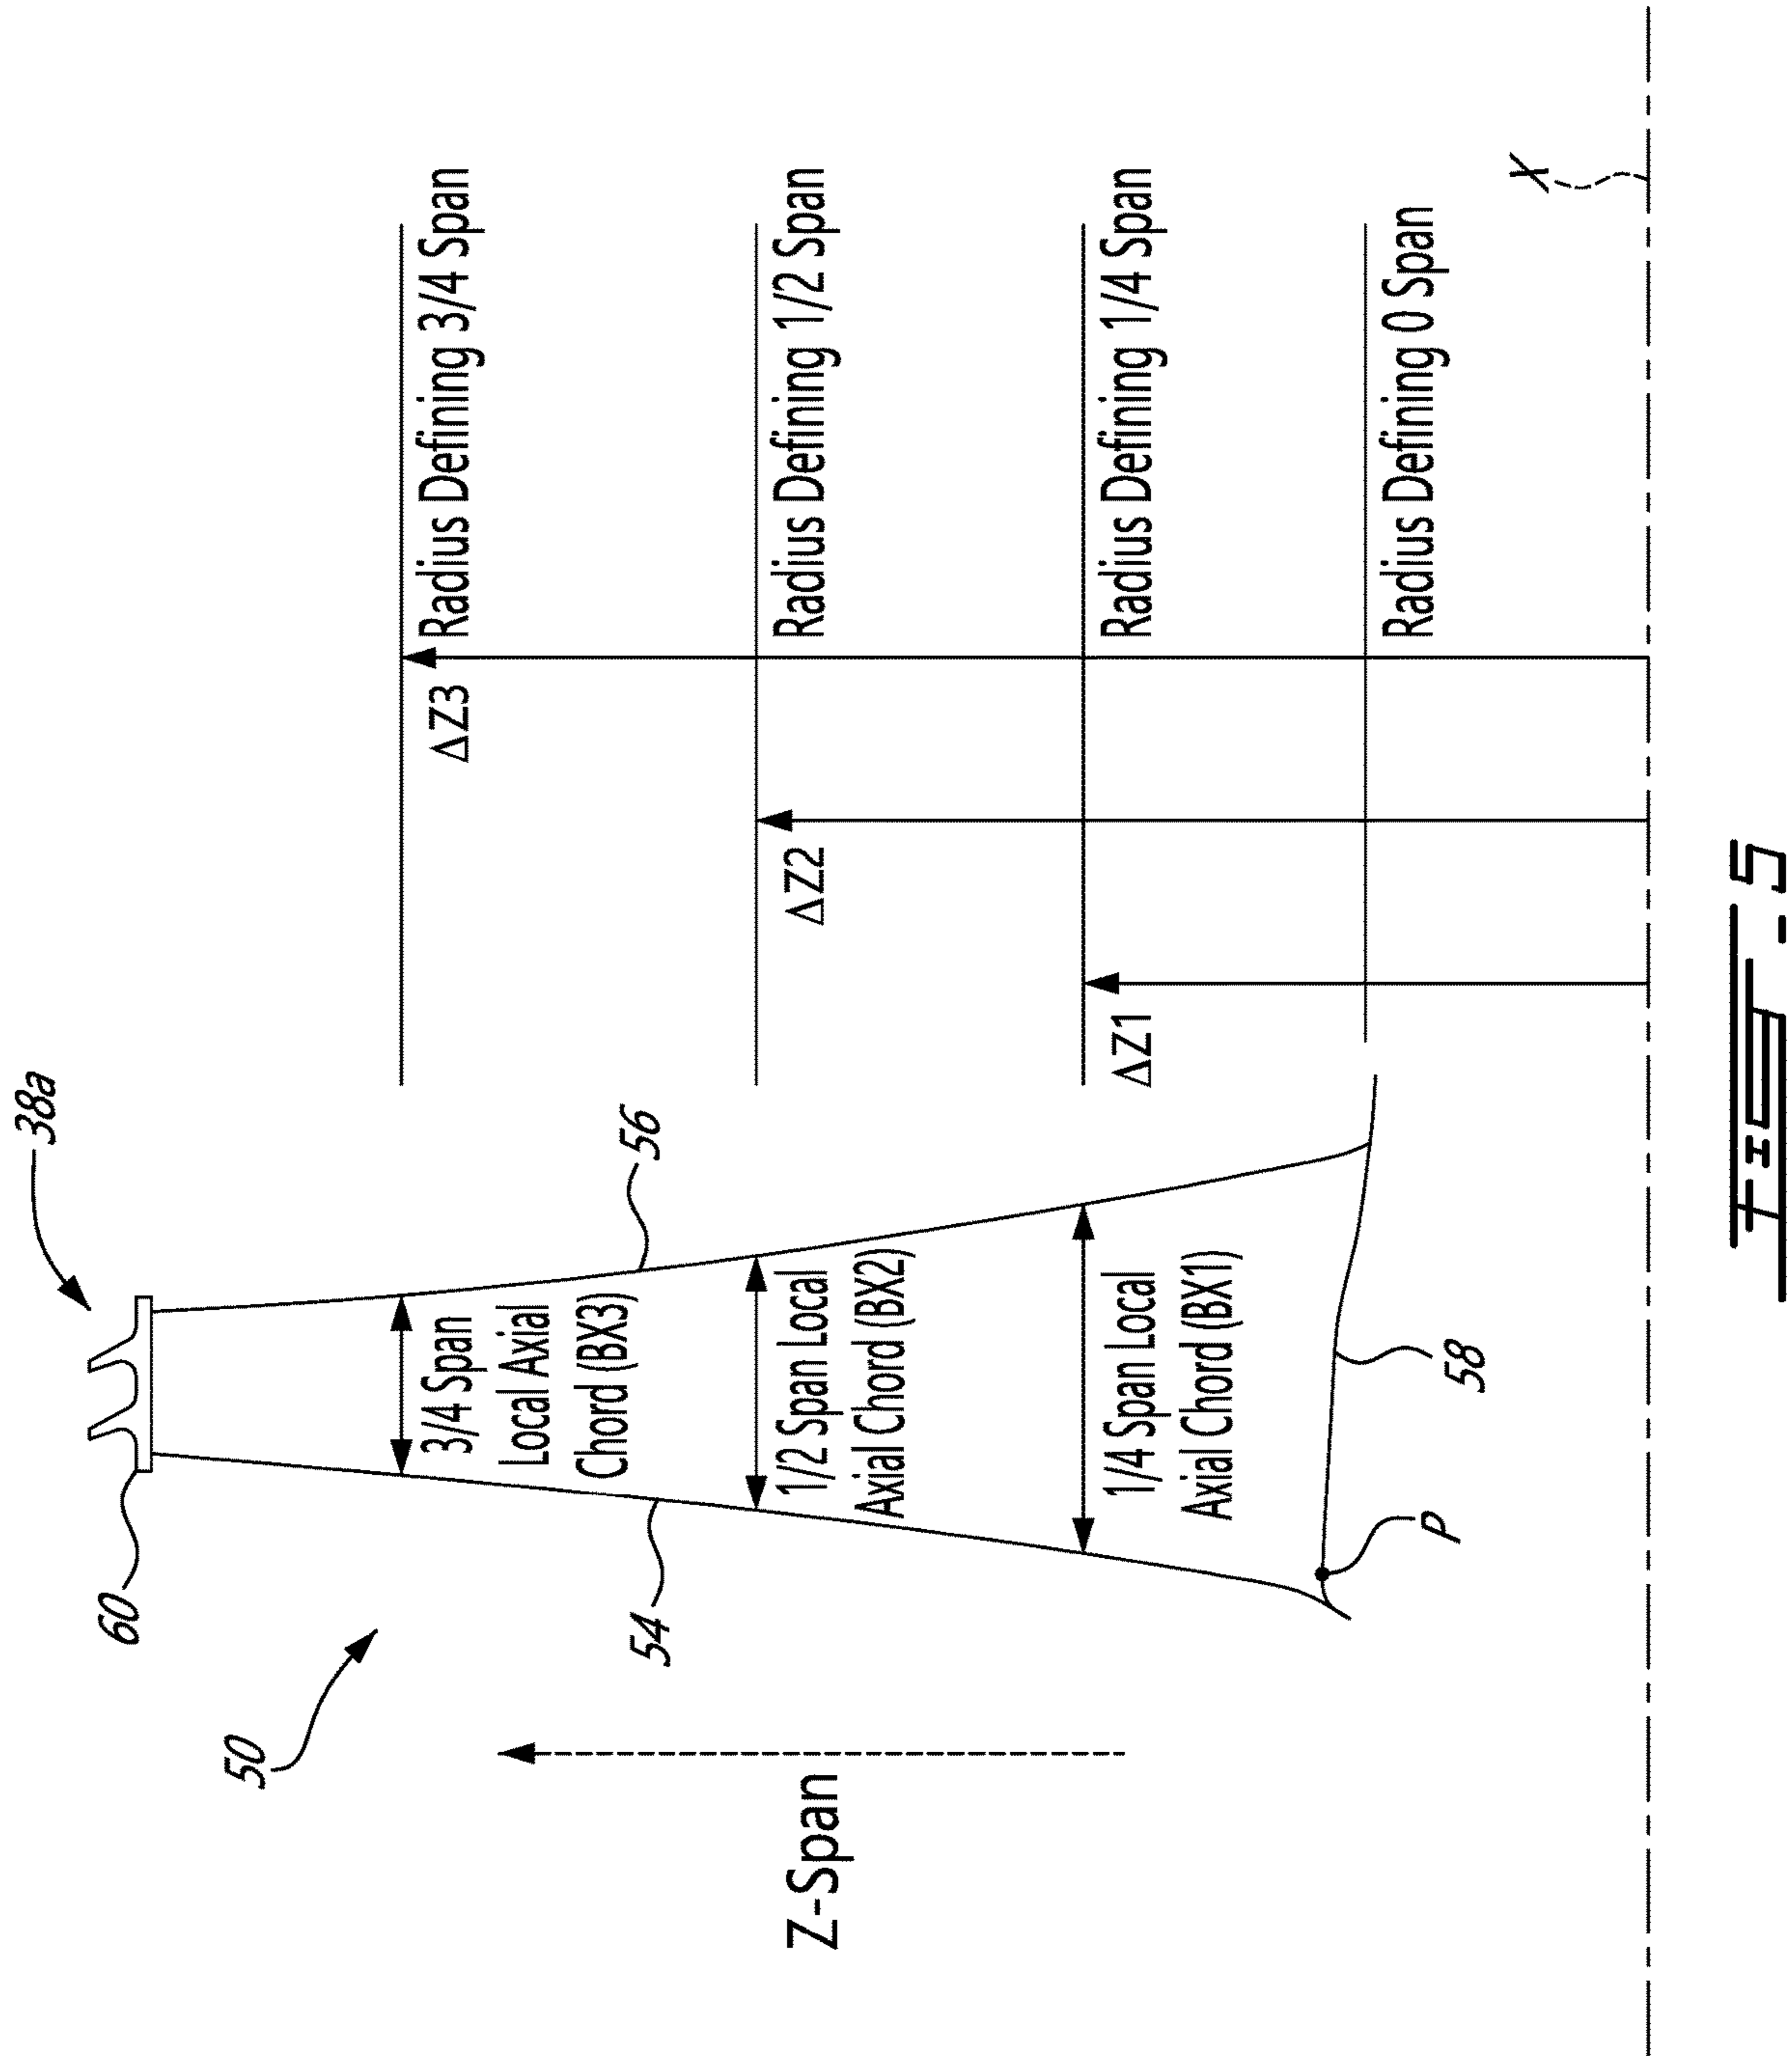 38a
60
50
54
56
3/4 Span
Local Axial
Chord (BX3)
1/2 Span Local
Axial Chord (BX2)
1/4 Span Local
Axial Chord (BX1)
P
58
Z-Span
ΔZ3
Radius Defining 3/4 Span
ΔZ2
Radius Defining 1/2 Span
ΔZ1
Radius Defining 1/4 Span
Radius Defining 0 Span
X
FIG-5